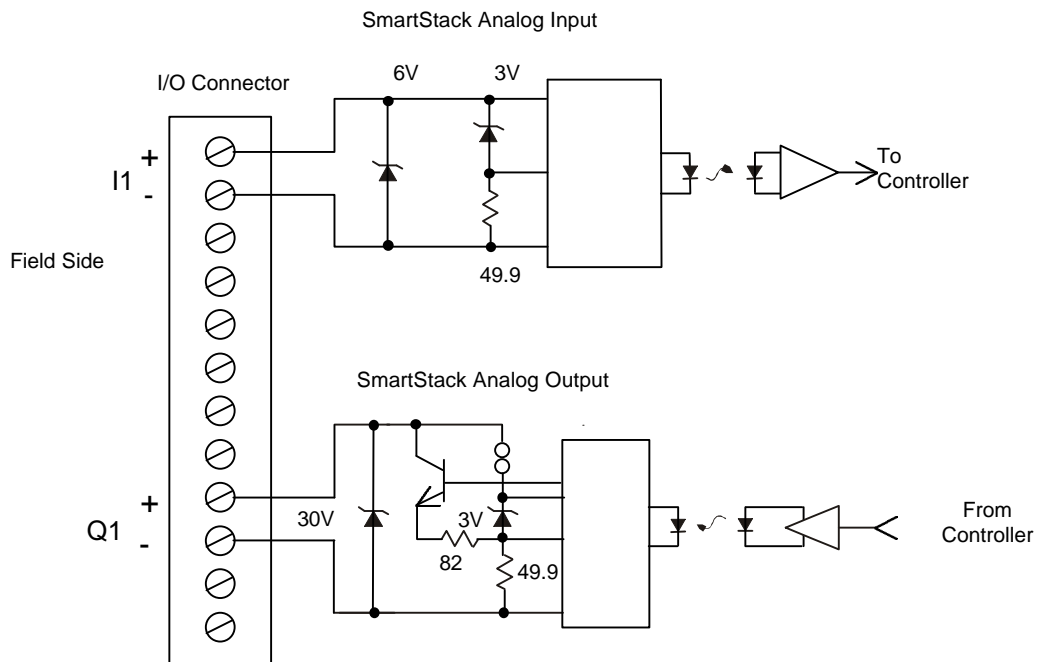 SmartStack Analog Input
I/O Connector
6V
3V
+
I1
-
To
Controller
Field Side
49.9
SmartStack Analog Output
+
Q1
-
30V
3V
82
49.9
From
Controller